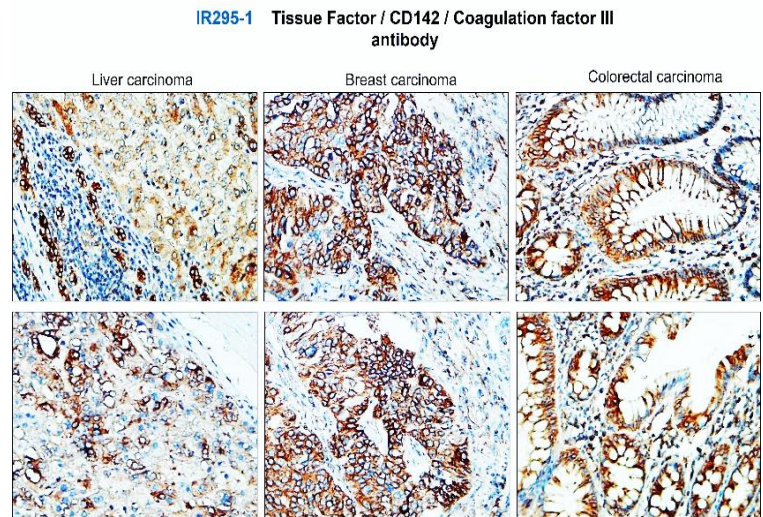 IR295-1 Tissue Factor / CD142 / Coagulation factor III
antibody
Liver carcinoma Breast carcinoma Colorectal carcinoma